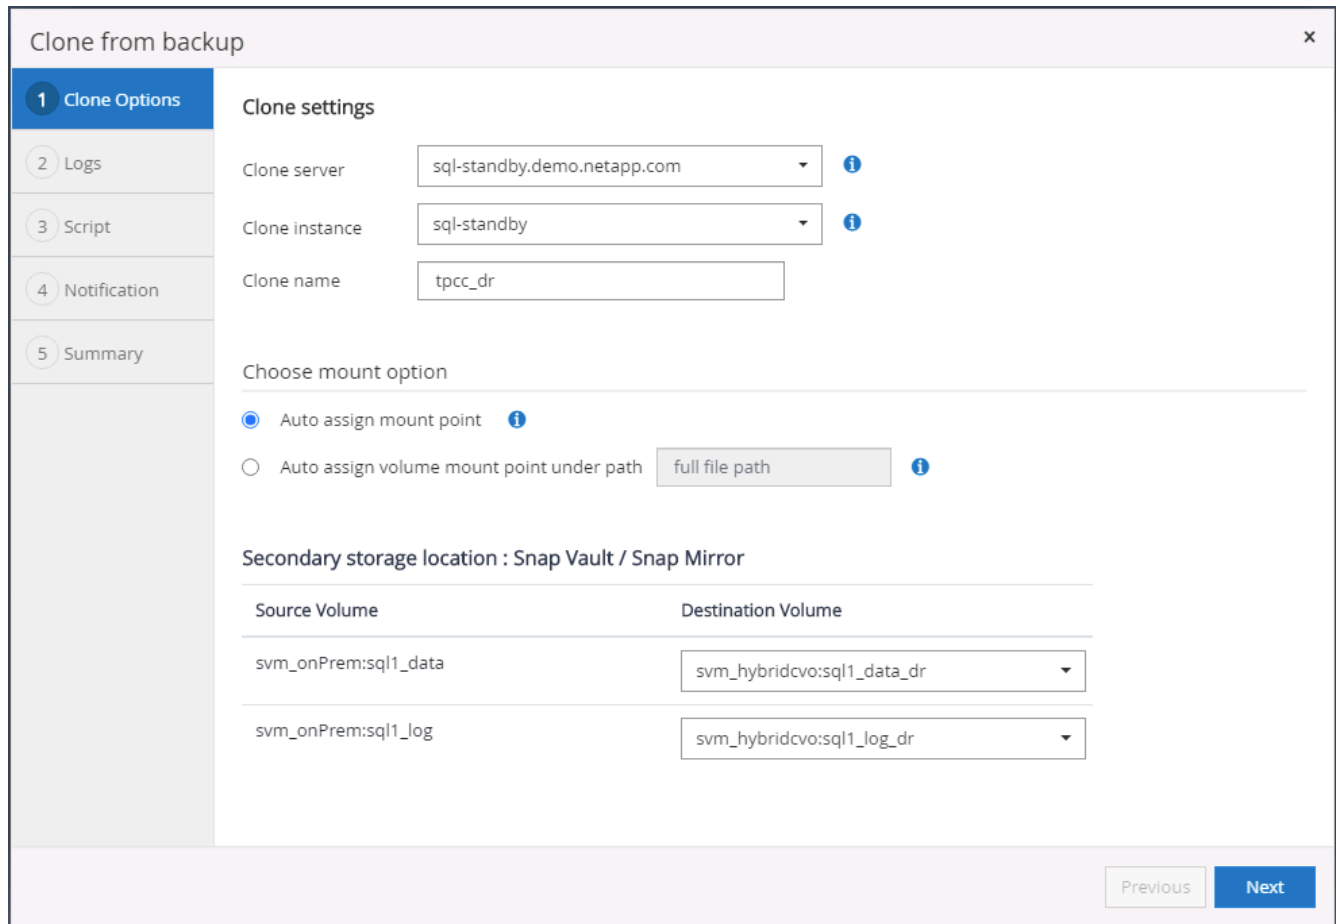 Clone from backup
x
1 Clone Options
2 Logs
3 Script
4 Notification
5 Summary
Clone settings
Clone server sql-standby.demo.netapp.com
Clone instance sql-standby
Clone name tpcc_dr
Choose mount option
Auto assign mount point
Auto assign volume mount point under path full file path
Secondary storage location : Snap Vault / Snap Mirror
Source Volume Destination Volume
svm_onPrem:sql1_data svm_hybridcvo:sql1_data_dr
svm_onPrem:sql1_log svm_hybridcvo:sql1_log_dr
Previous Next